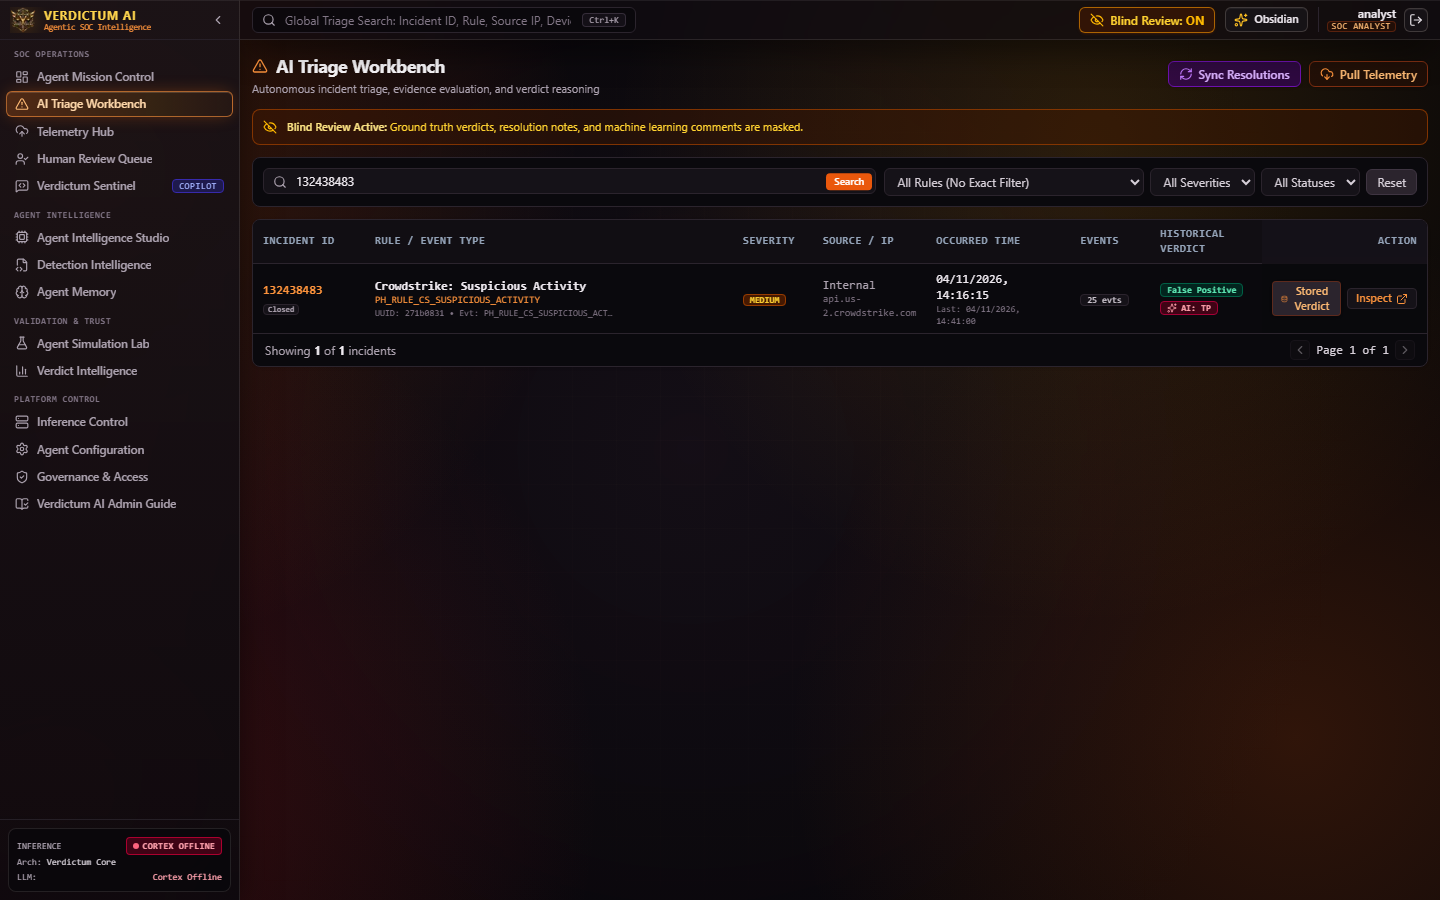 VERDICTUM AI
Agentic SOC Intelligence
Global Triage Search: Incident ID, Rule, Source IP, Devi
Ctrl+K
Blind Review: ON
Obsidian
analyst
SOC ANALYST
SOC OPERATIONS
Agent Mission Control
AI Triage Workbench
Telemetry Hub
Human Review Queue
Verdictum Sentinel
COPILOT
AGENT INTELLIGENCE
Agent Intelligence Studio
Detection Intelligence
Agent Memory
VALIDATION & TRUST
Agent Simulation Lab
Verdict Intelligence
PLATFORM CONTROL
Inference Control
Agent Configuration
Governance & Access
Verdictum AI Admin Guide
INFERENCE
CORTEX OFFLINE
Arch: Verdictum Core
LLM: Cortex Offline
AI Triage Workbench
Autonomous incident triage, evidence evaluation, and verdict reasoning
Sync Resolutions
Pull Telemetry
Blind Review Active: Ground truth verdicts, resolution notes, and machine learning comments are masked.
132438483
Search
All Rules (No Exact Filter)
All Severities
All Statuses
Reset
INCIDENT ID
RULE / EVENT TYPE
SEVERITY
SOURCE / IP
OCCURRED TIME
EVENTS
HISTORICAL
VERDICT
ACTION
132438483
Closed
Crowdstrike: Suspicious Activity
PH_RULE_CS_SUSPICIOUS_ACTIVITY
UUID: 271b0831 • Evt: PH_RULE_CS_SUSPICIOUS_ACT…
MEDIUM
Internal
api.us-
2.crowdstrike.com
04/11/2026,
14:16:15
Last: 04/11/2026,
14:41:00
25 evts
False Positive
AI: TP
Stored
Verdict
Inspect
Showing 1 of 1 incidents
Page 1 of 1